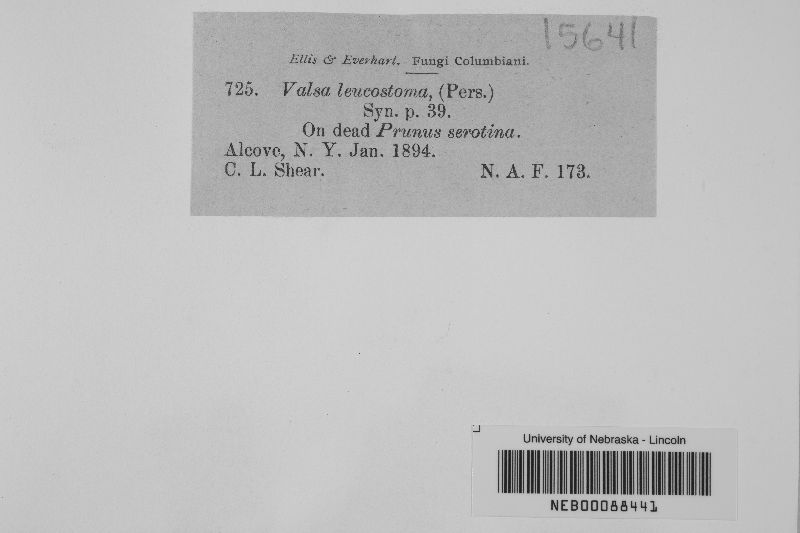 15641
Ellis & Everhart. Fungi Columbiani.
725. Valsa leucostoma, (Pers.)
Syn. p. 39.
On dead Prunus serotina.
Alcove, N. Y. Jan. 1894.
C. L. Shear. N. A. F. 173.
University of Nebraska - Lincoln
NEB00088441